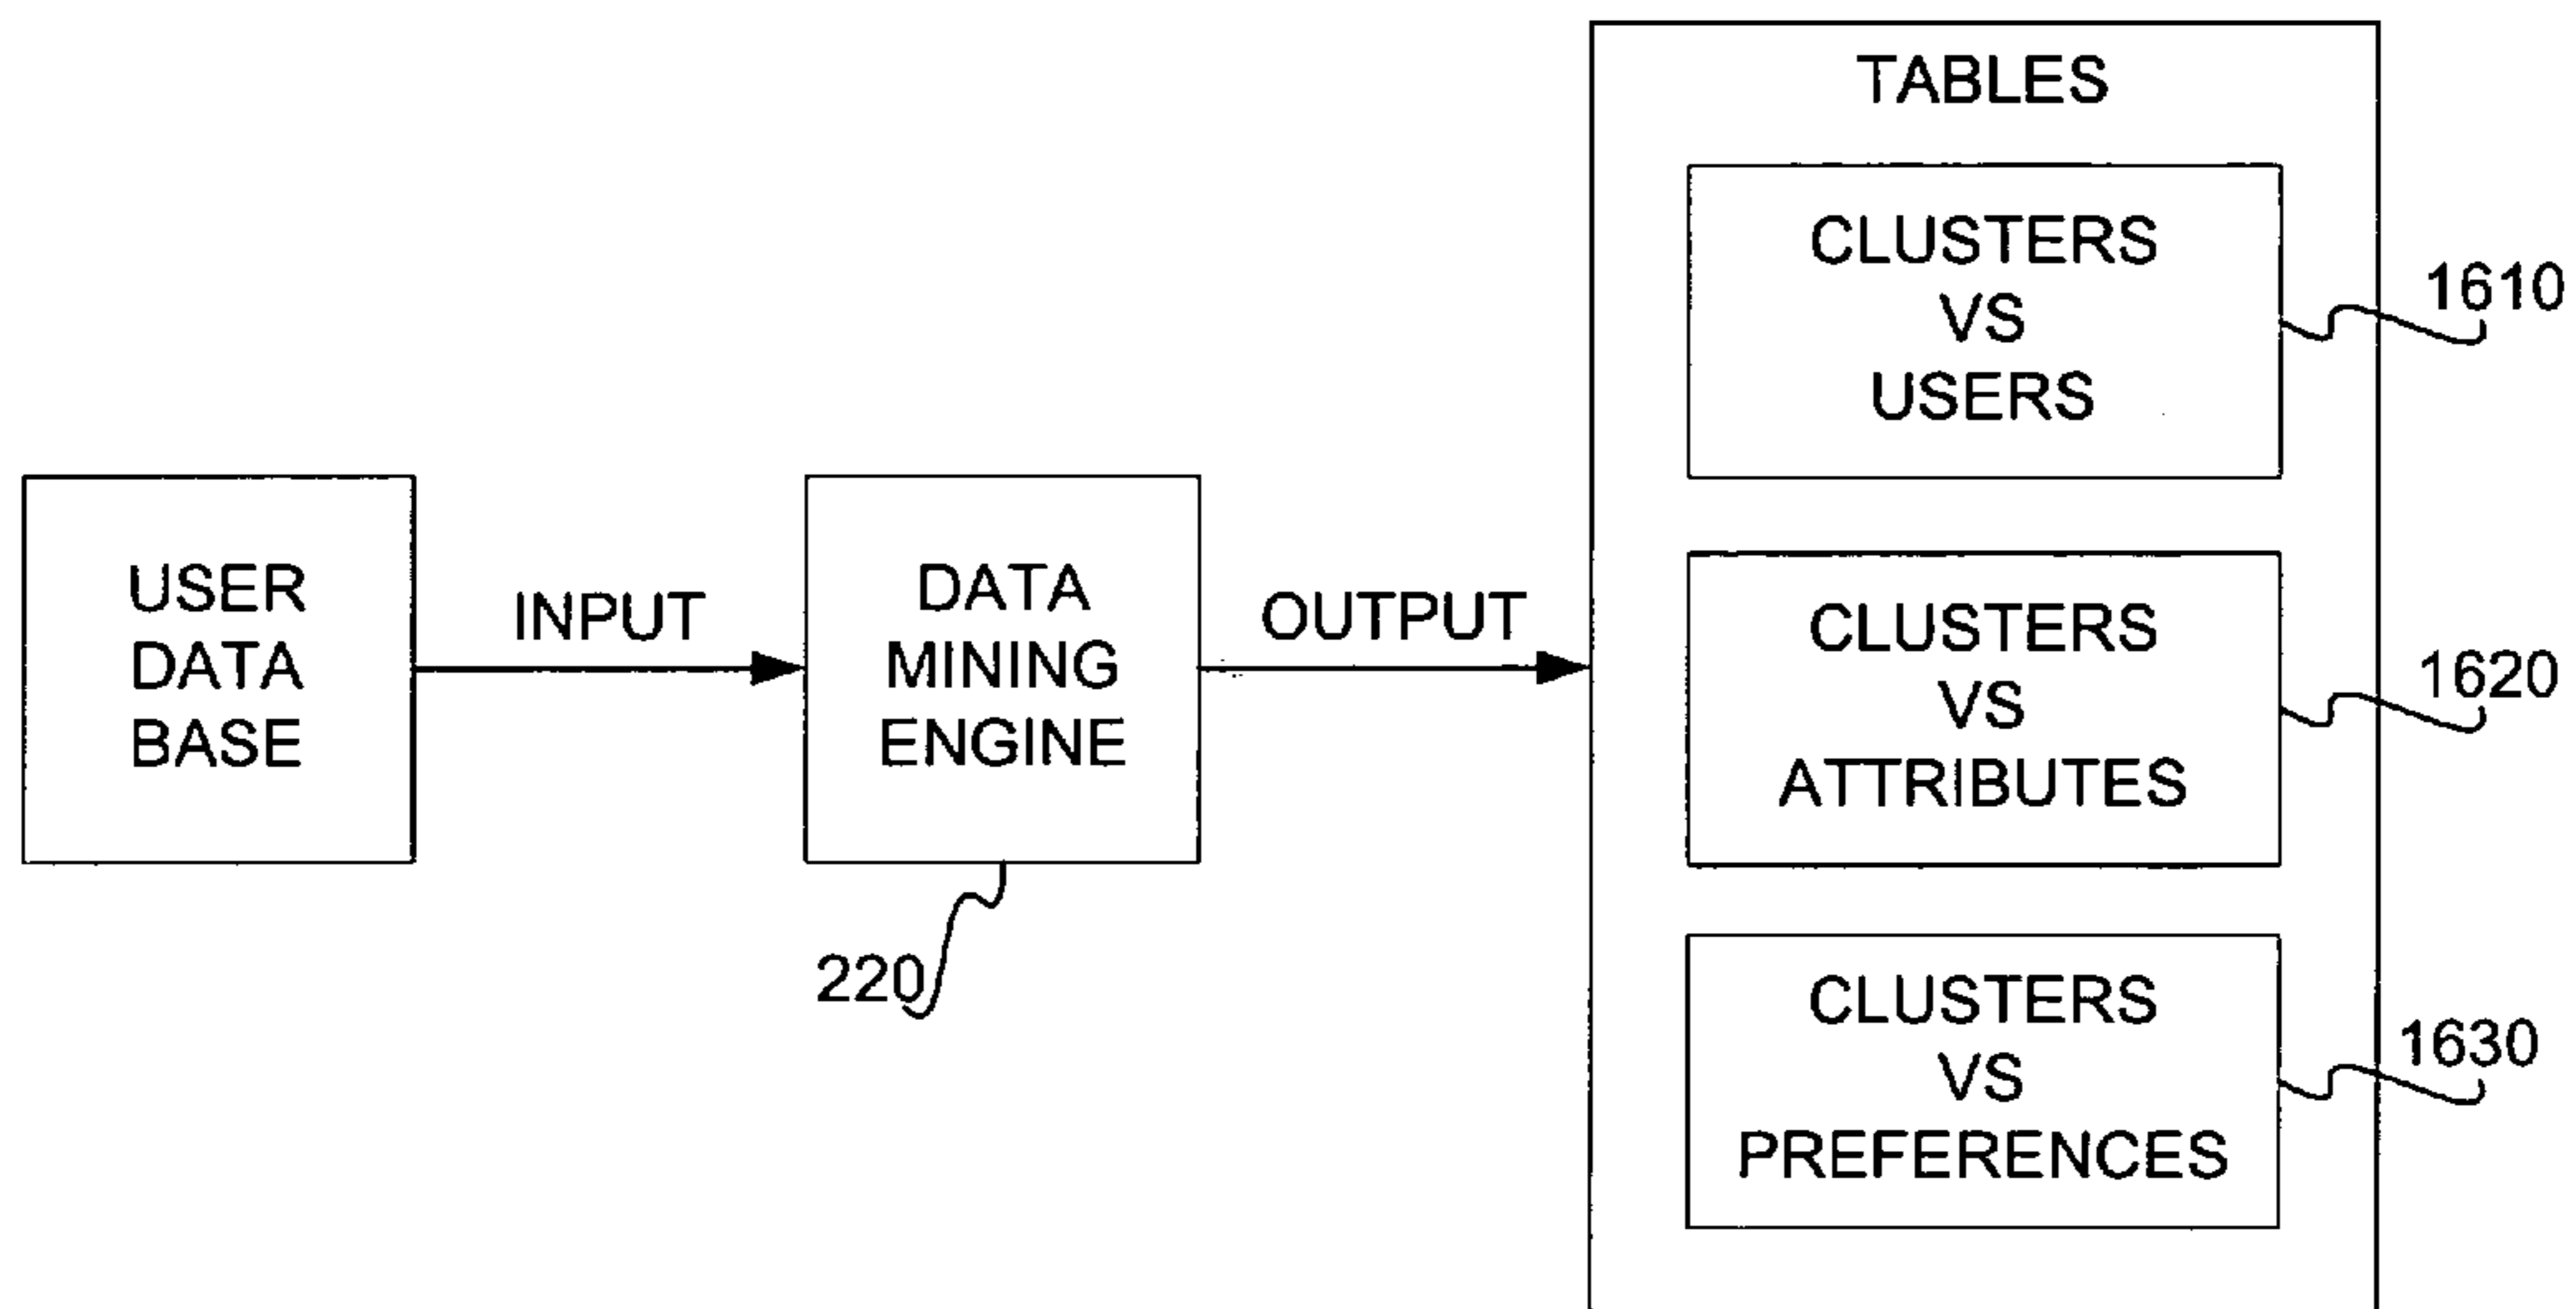 USER
DATA
BASE
INPUT
DATA
MINING
ENGINE
220
OUTPUT
TABLES
CLUSTERS
VS
USERS
1610
CLUSTERS
VS
ATTRIBUTES
1620
CLUSTERS
VS
PREFERENCES
1630